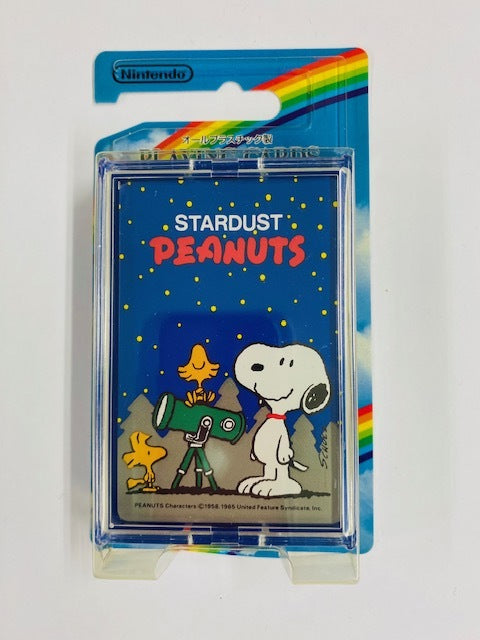 Nintendo
オールプラスチック製
PLAYING CARDS
STARDUST
PEANUTS
SCHULZ
PEANUTS Characters ©1958, 1965 United Feature Syndicate, Inc.